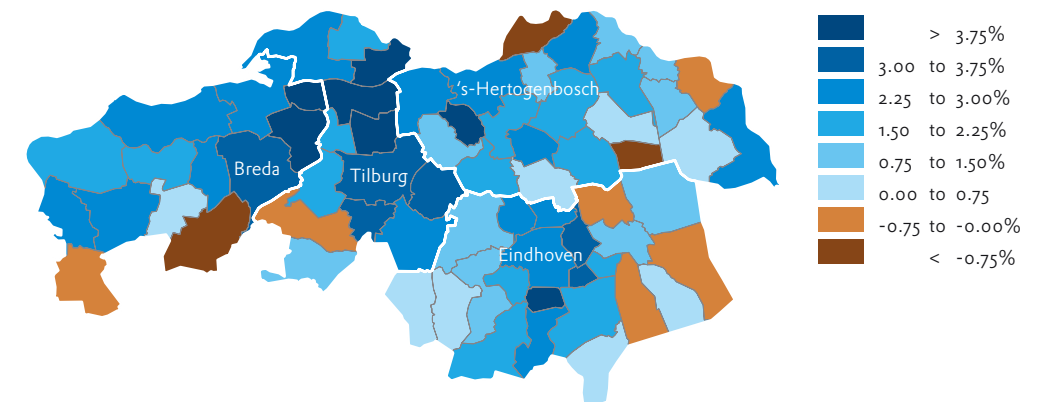 > 3.75%
3.00 to 3.75%
2.25 to 3.00%
1.50 to 2.25%
0.75 to 1.50%
0.00 to 0.75
-0.75 to -0.00%
< -0.75%
's-Hertogenbosch
Breda
Tilburg
Eindhoven